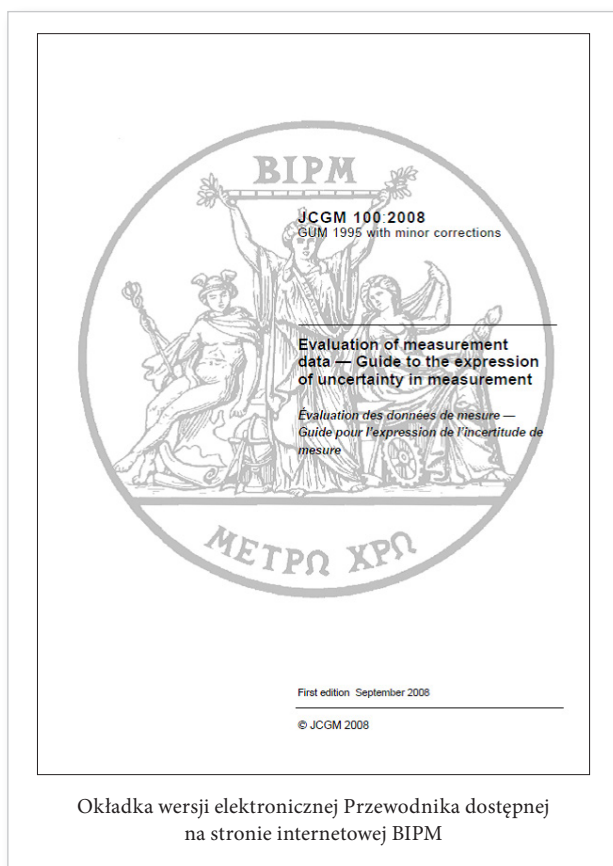 BIPM
JCGM 100:2008
GUM 1995 with minor corrections
Evaluation of measurement
data — Guide to the expression
of uncertainty in measurement
Évaluation des données de mesure —
Guide pour l'expression de l'incertitude de
mesure
ΜΕΤΡΩ ΧΡΩ
First edition September 2008
© JCGM 2008
Okładka wersji elektronicznej Przewodnika dostępnej
na stronie internetowej BIPM